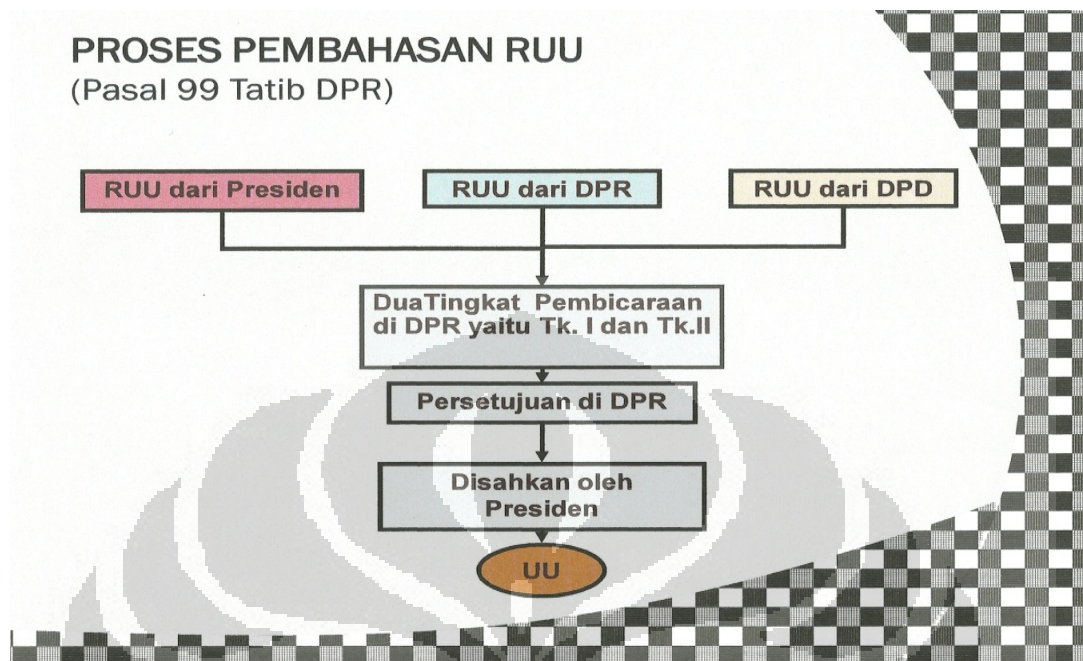 PROSES PEMBAHASAN RUU
(Pasal 99 Tatib DPR)
RUU dari Presiden
RUU dari DPR
RUU dari DPD
DuaTingkat Pembicaraan
di DPR yaitu Tk. I dan Tk.II
Persetujuan di DPR
Disahkan oleh
Presiden
UU